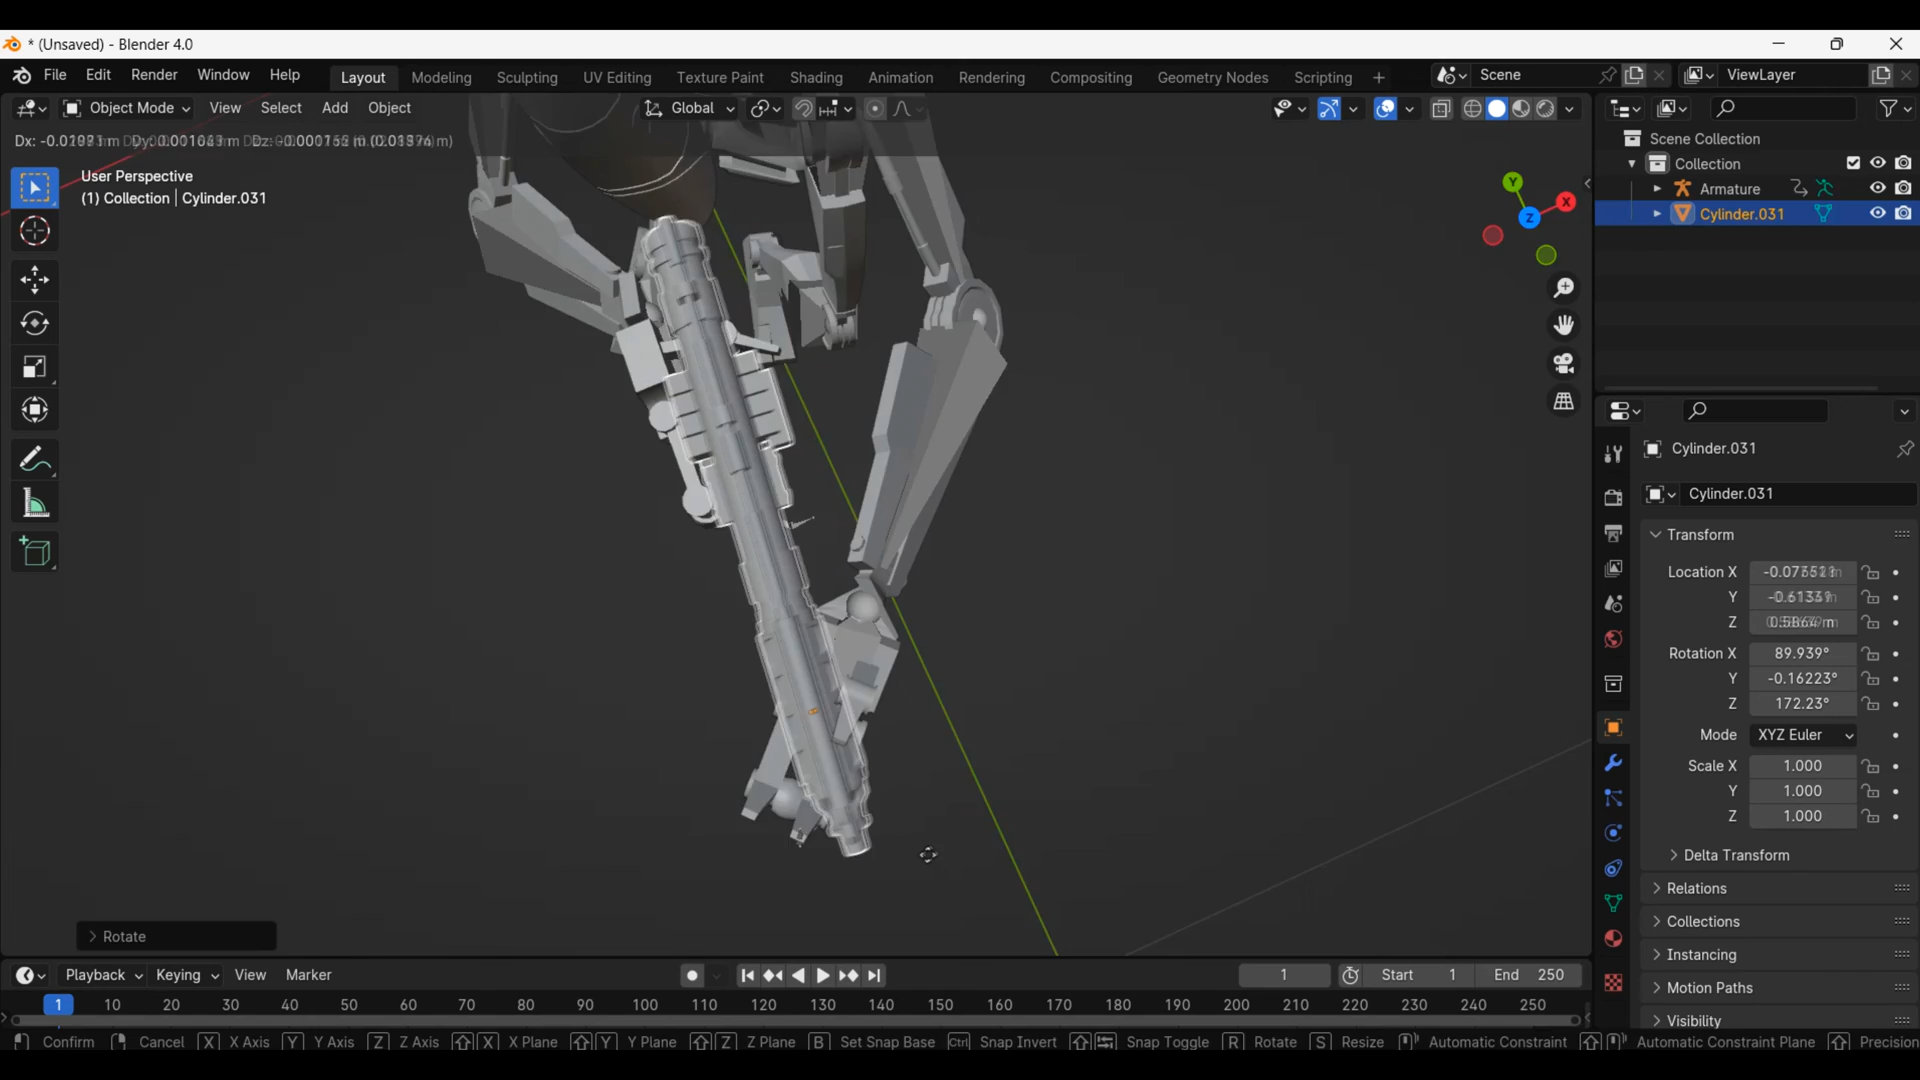 * (Unsaved) - Blender 4.0
File Edit Render Window Help Layout Modeling Sculpting UV Editing Texture Paint Shading Animation Rendering Compositing Geometry Nodes Scripting + Scene ViewLayer
Object Mode View Select Add Object Global
User Perspective
(1) Collection | Cylinder.031
Y
X
Z
Scene Collection
Collection
Armature
Cylinder.031
Cylinder.031
Cylinder.031
Transform
Location X
Y
Z
Rotation X 89.939°
Y -0.16223°
Z 172.23°
Mode XYZ Euler
Scale X 1.000
Y 1.000
Z 1.000
Delta Transform
Relations
Collections
Instancing
Motion Paths
Visibility
Rotate
Playback Keying View Marker 1 Start 1 End 250
1 10 20 30 40 50 60 70 80 90 100 110 120 130 140 150 160 170 180 190 200 210 220 230 240 250
Confirm Cancel X X Axis Y Y Axis Z Z Axis X X Plane Y Y Plane Z Z Plane B Set Snap Base Ctrl Snap Invert Snap Toggle R Rotate S Resize Automatic Constraint Automatic Constraint Plane Precision